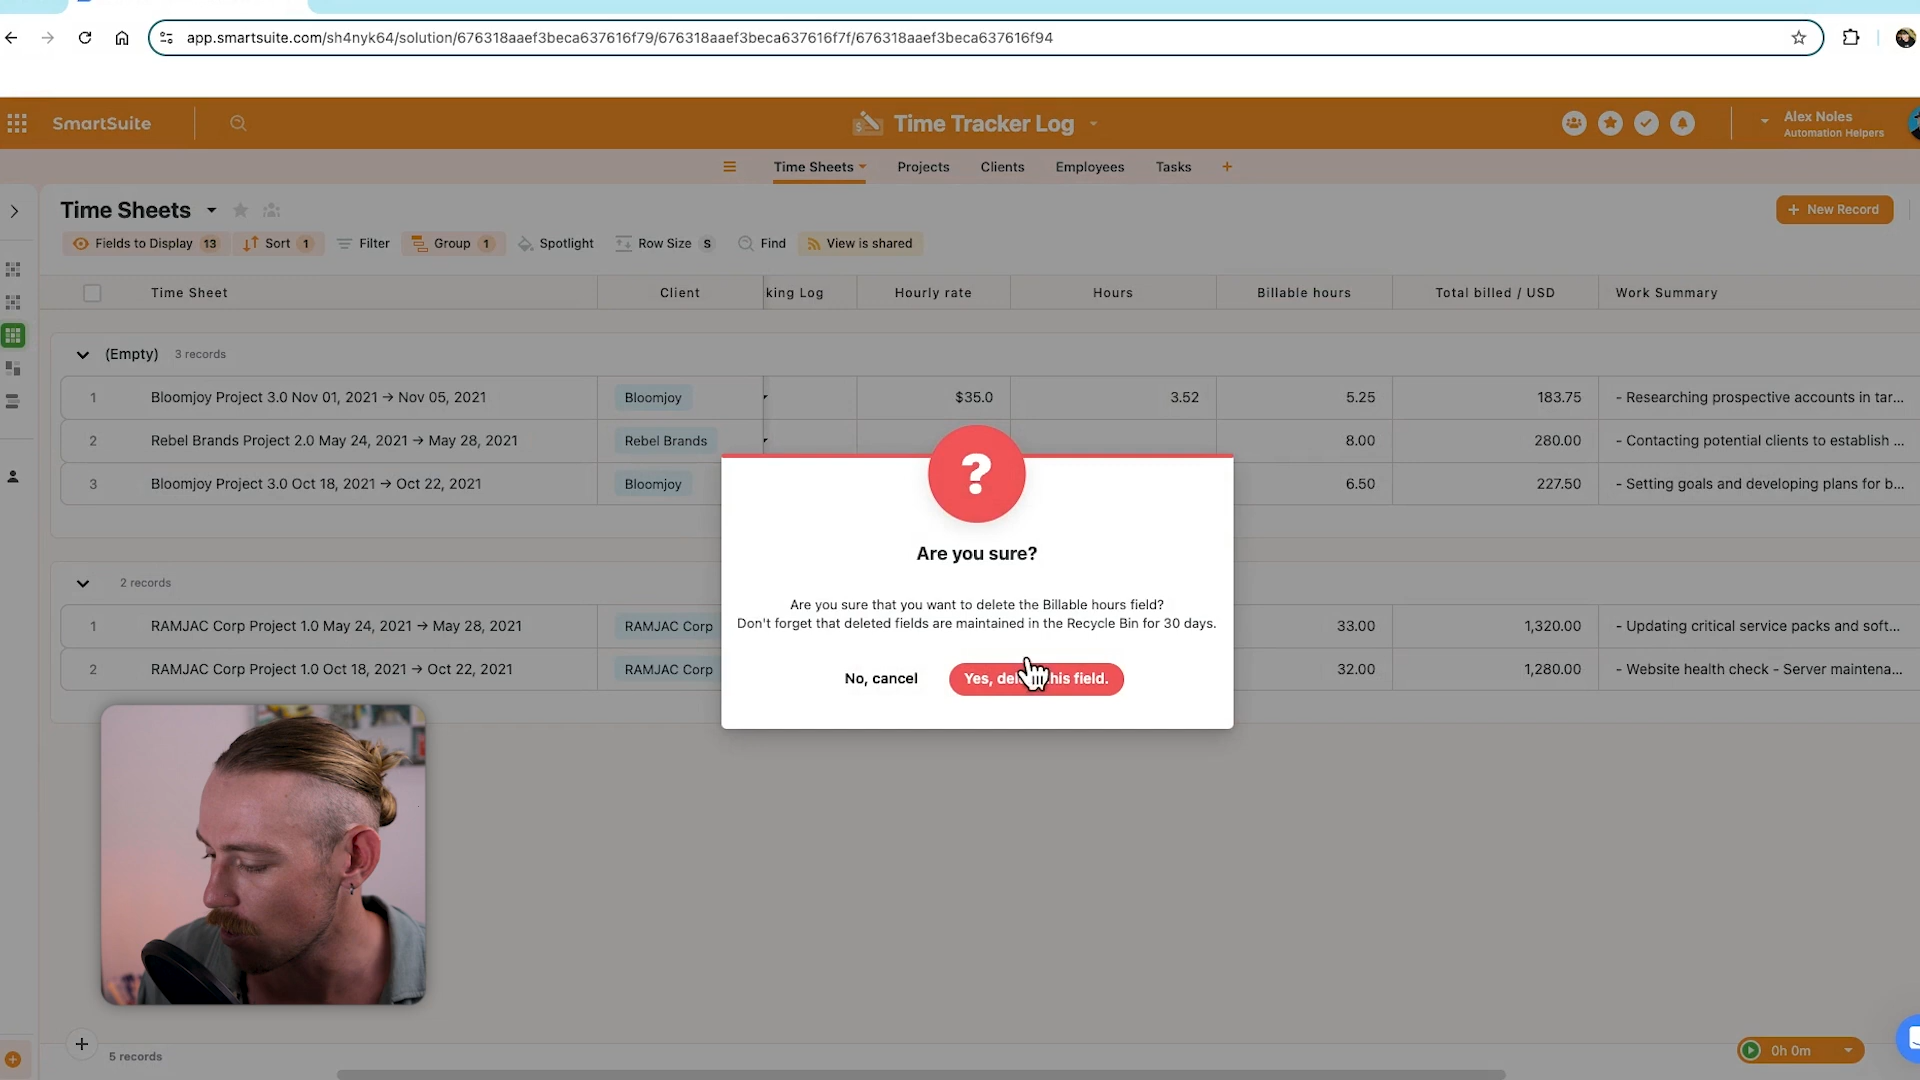 app.smartsuite.com/sh4nyk64/solution/676318aaef3beca637616f79/676318aaef3beca637616f7f/676318aaef3beca637616f94
SmartSuite
Time Tracker Log
Alex Noles
Automation Helpers
Time Sheets
Projects
Clients
Employees
Tasks
Time Sheets
New Record
Fields to Display 13
Sort 1
Filter
Group 1
Spotlight
Row Size S
Find
View is shared
Time Sheet
Client
king Log
Hourly rate
Hours
Billable hours
Total billed / USD
Work Summary
(Empty) 3 records
1 Bloomjoy Project 3.0 Nov 01, 2021 → Nov 05, 2021 Bloomjoy $35.0 3.52 5.25 183.75 - Researching prospective accounts in tar...
2 Rebel Brands Project 2.0 May 24, 2021 → May 28, 2021 Rebel Brands 8.00 280.00 - Contacting potential clients to establish ...
3 Bloomjoy Project 3.0 Oct 18, 2021 → Oct 22, 2021 Bloomjoy 6.50 227.50 - Setting goals and developing plans for b...
2 records
1 RAMJAC Corp Project 1.0 May 24, 2021 → May 28, 2021 RAMJAC Corp 33.00 1,320.00 - Updating critical service packs and soft...
2 RAMJAC Corp Project 1.0 Oct 18, 2021 → Oct 22, 2021 RAMJAC Corp 32.00 1,280.00 - Website health check - Server maintena...
?
Are you sure?
Are you sure that you want to delete the Billable hours field?
Don't forget that deleted fields are maintained in the Recycle Bin for 30 days.
No, cancel
Yes, del his field.
5 records
0h 0m